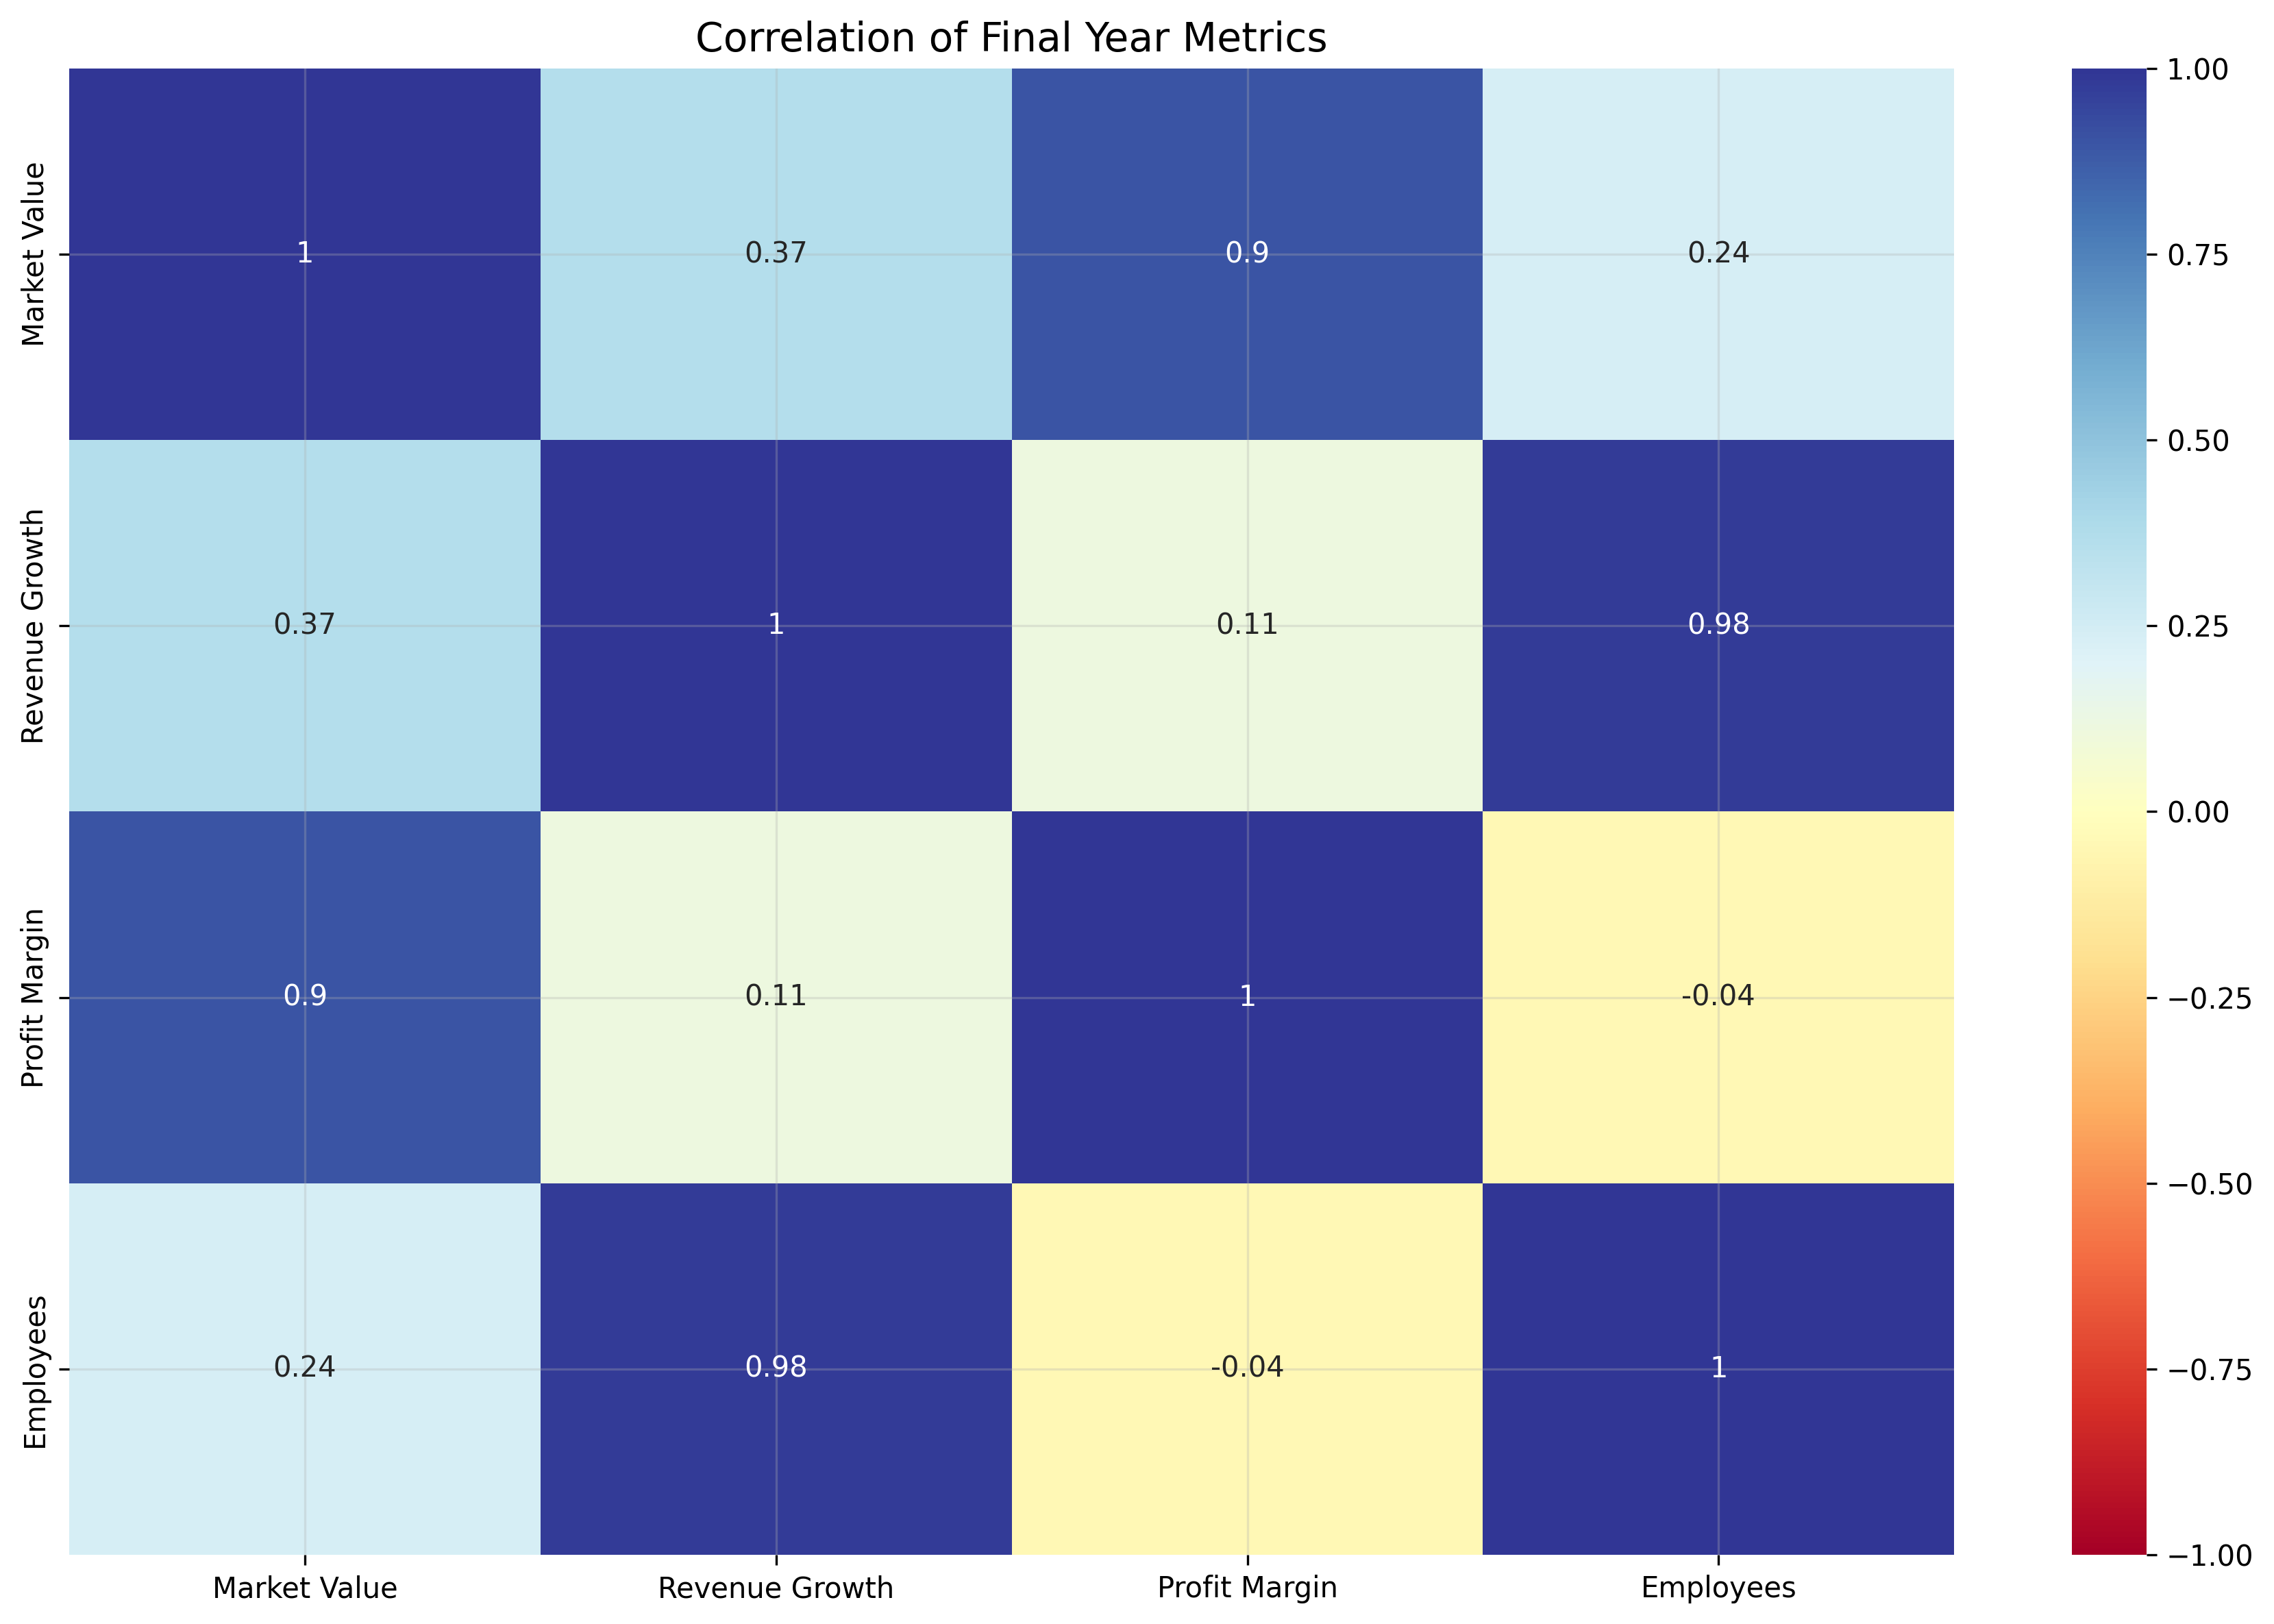 Correlation of Final Year Metrics
Market Value
1
0.37
0.9
0.24
Revenue Growth
0.37
1
0.11
0.98
Profit Margin
0.9
0.11
1
-0.04
Employees
0.24
0.98
-0.04
1
Market Value
Revenue Growth
Profit Margin
Employees
1.00
0.75
0.50
0.25
0.00
−0.25
−0.50
−0.75
−1.00